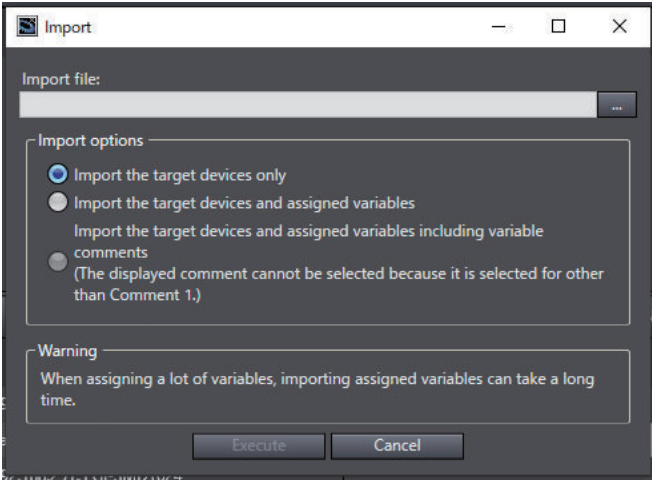 Import
Import file:
...
Import options
Import the target devices only
Import the target devices and assigned variables
Import the target devices and assigned variables including variable
comments
(The displayed comment cannot be selected because it is selected for other
than Comment 1.)
Warning
When assigning a lot of variables, importing assigned variables can take a long
time.
Execute
Cancel